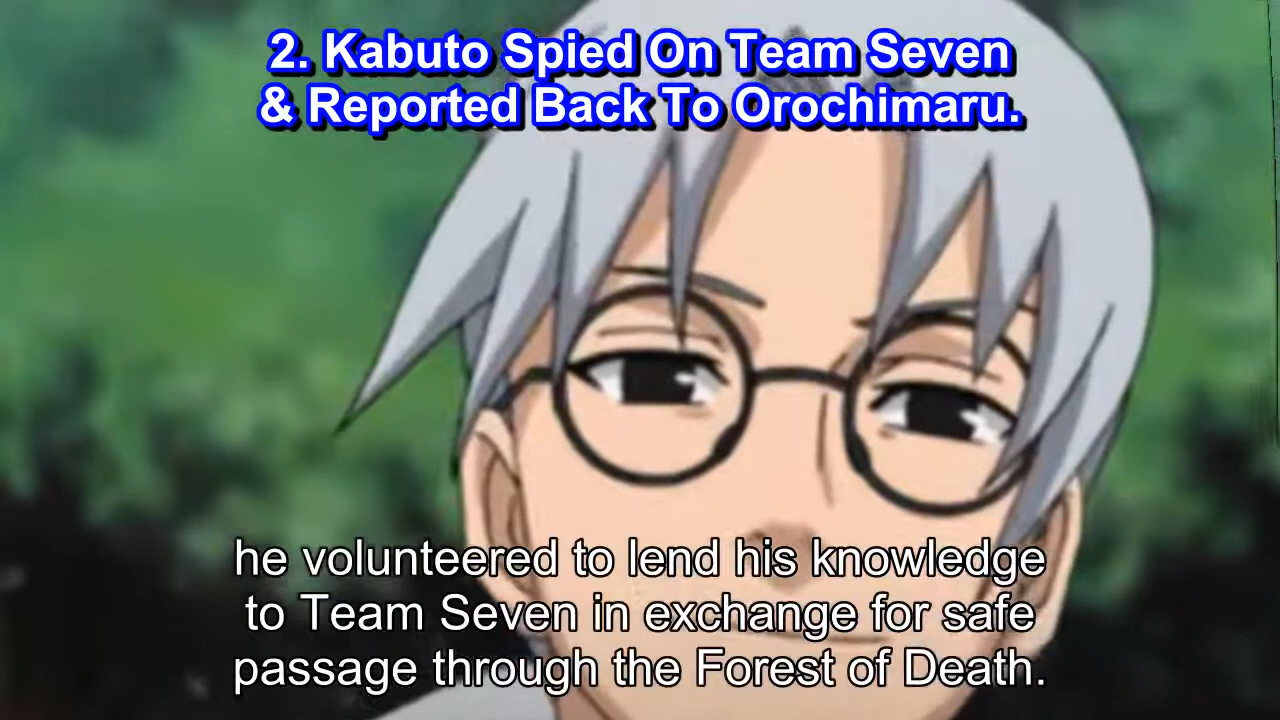 2. Kabuto Spied On Team Seven
& Reported Back To Orochimaru.
he volunteered to lend his knowledge
to Team Seven in exchange for safe
passage through the Forest of Death.